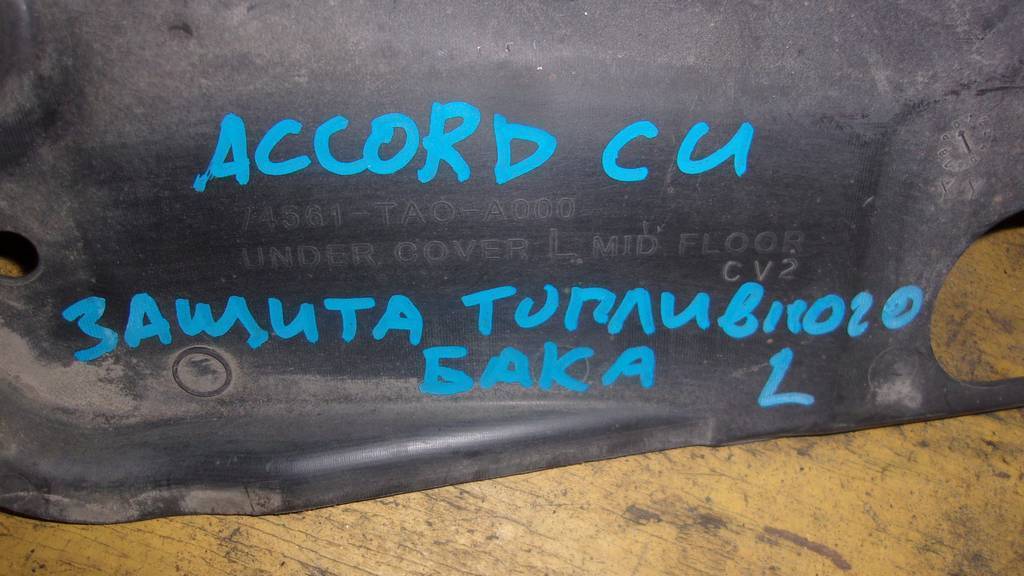 ACCORD CU
74561-TA0-A000
UNDER COVER L MID FLOOR
CV2
ЗАЩИТА ТОПЛИВНОГО
БАКА L